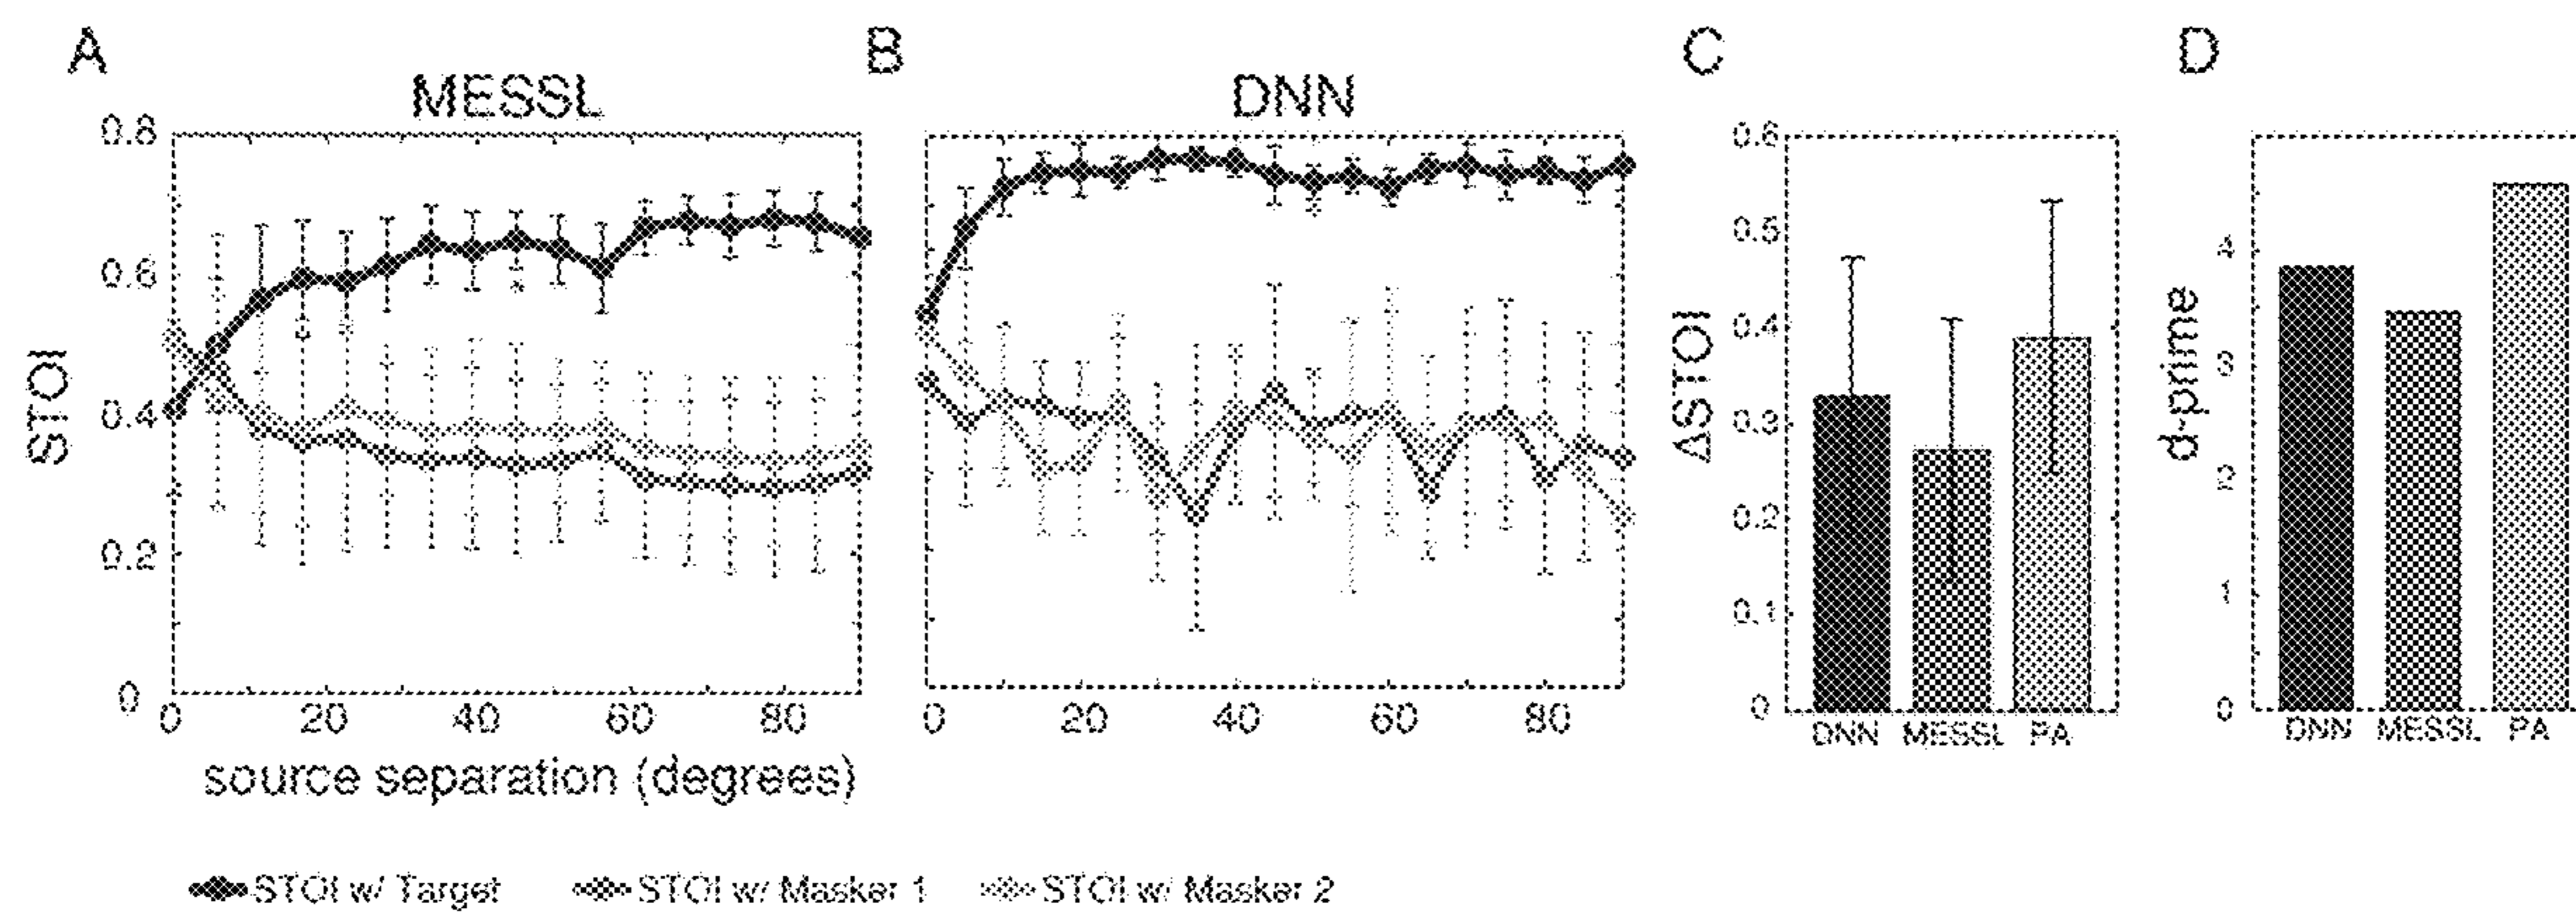 A
MESSL
STOI
0.8
0.6
0.4
0.2
0
0 20 40 60 80
source separation (degrees)
B
DNN
0 20 40 60 80
STOI w/ Target STOI w/ Masker 1 STOI w/ Masker 2
C
ΔSTOI
0.6
0.5
0.4
0.3
0.2
0.1
0
DNN MESSL PA
D
d-prime
4
3
2
1
0
DNN MESSL PA